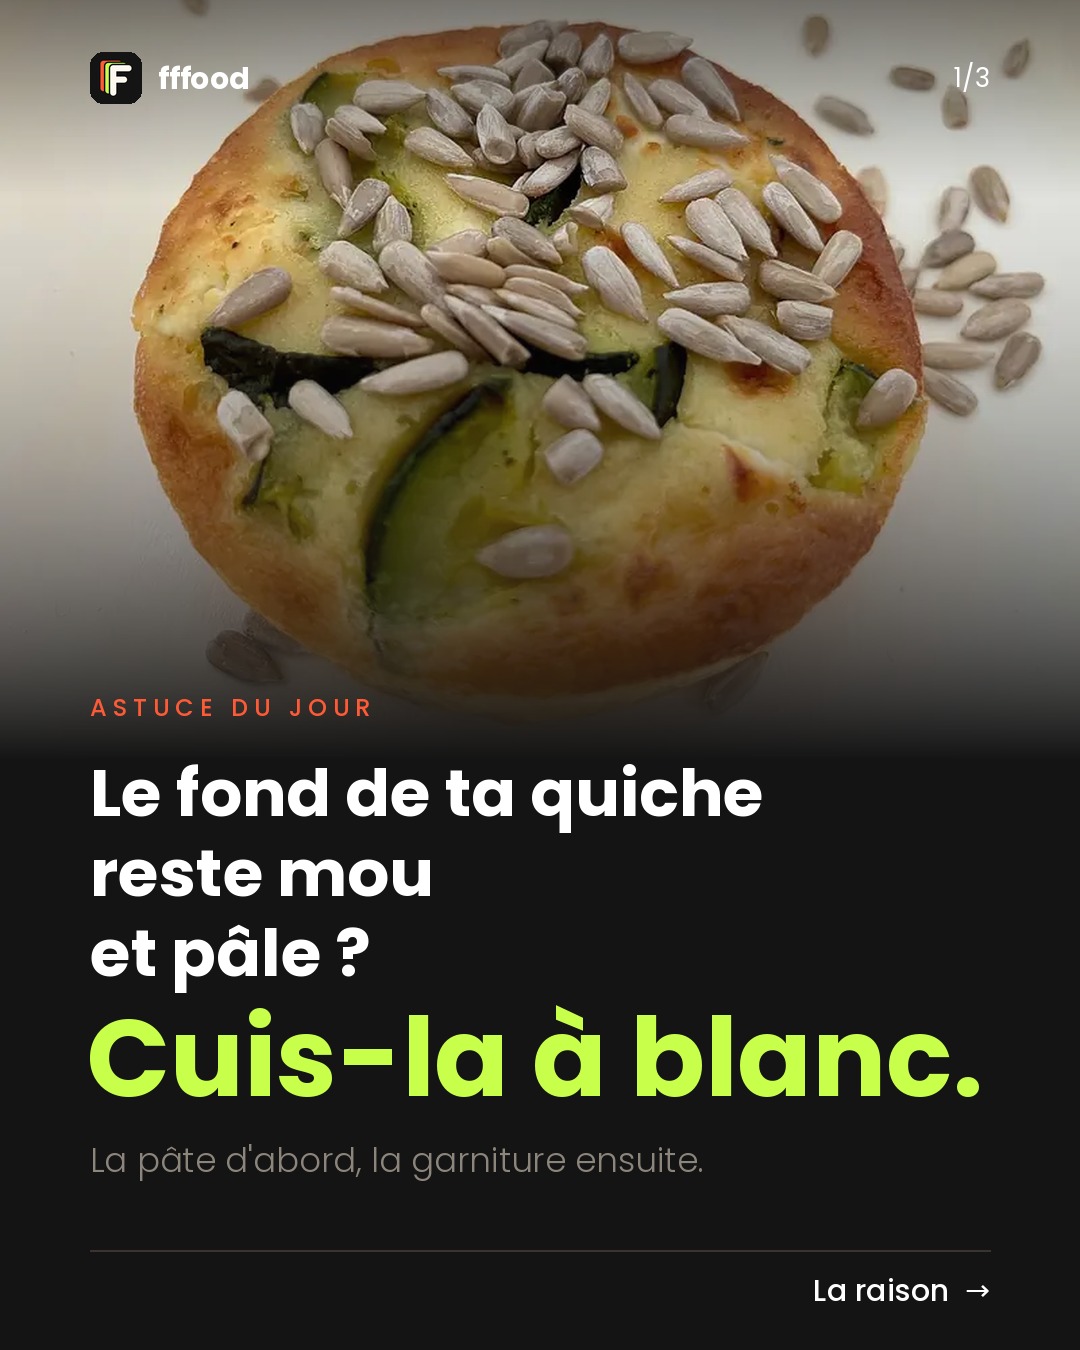 fffood
1/3
ASTUCE DU JOUR
Le fond de ta quiche
reste mou
et pâle ?
Cuis-la à blanc.
La pâte d'abord, la garniture ensuite.
La raison →